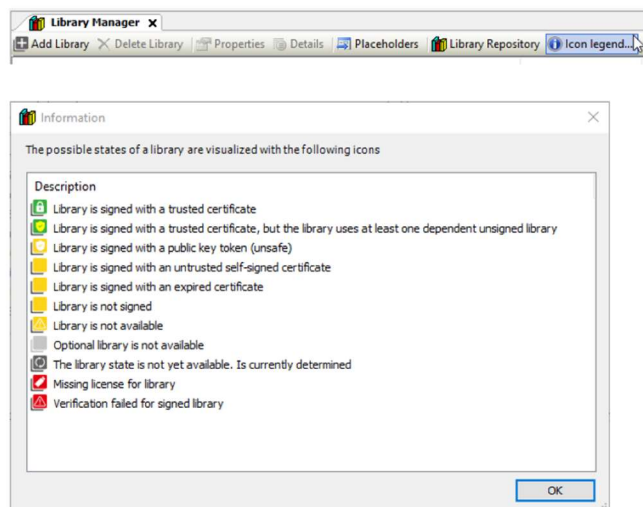 Library Manager x
Add Library Delete Library Properties Details Placeholders Library Repository Icon legend...
Information
The possible states of a library are visualized with the following icons
Description
Library is signed with a trusted certificate
Library is signed with a trusted certificate, but the library uses at least one dependent unsigned library
Library is signed with a public key token (unsafe)
Library is signed with an untrusted self-signed certificate
Library is signed with an expired certificate
Library is not signed
Library is not available
Optional library is not available
The library state is not yet available. Is currently determined
Missing license for library
Verification failed for signed library
OK